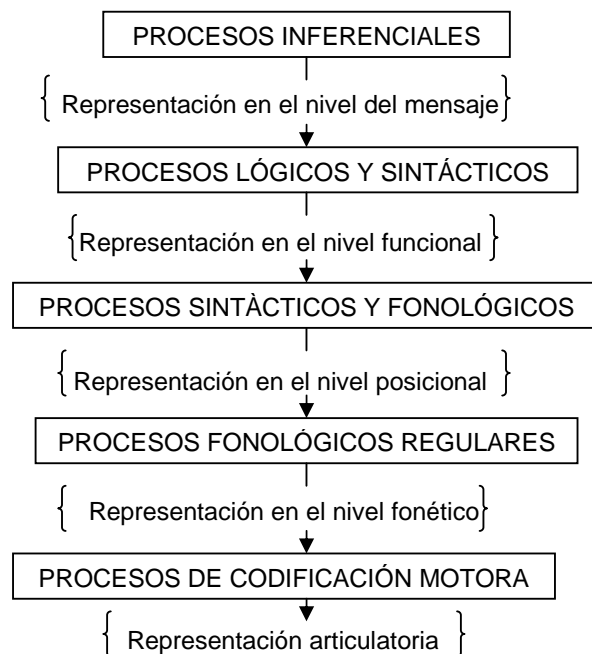 PROCESOS INFERENCIALES
{ Representación en el nivel del mensaje}
PROCESOS LÓGICOS Y SINTÁCTICOS
{Representación en el nivel funcional }
PROCESOS SINTÀCTICOS Y FONOLÓGICOS
{ Representación en el nivel posicional }
PROCESOS FONOLÓGICOS REGULARES
{ Representación en el nivel fonético}
PROCESOS DE CODIFICACIÓN MOTORA
{ Representación articulatoria }